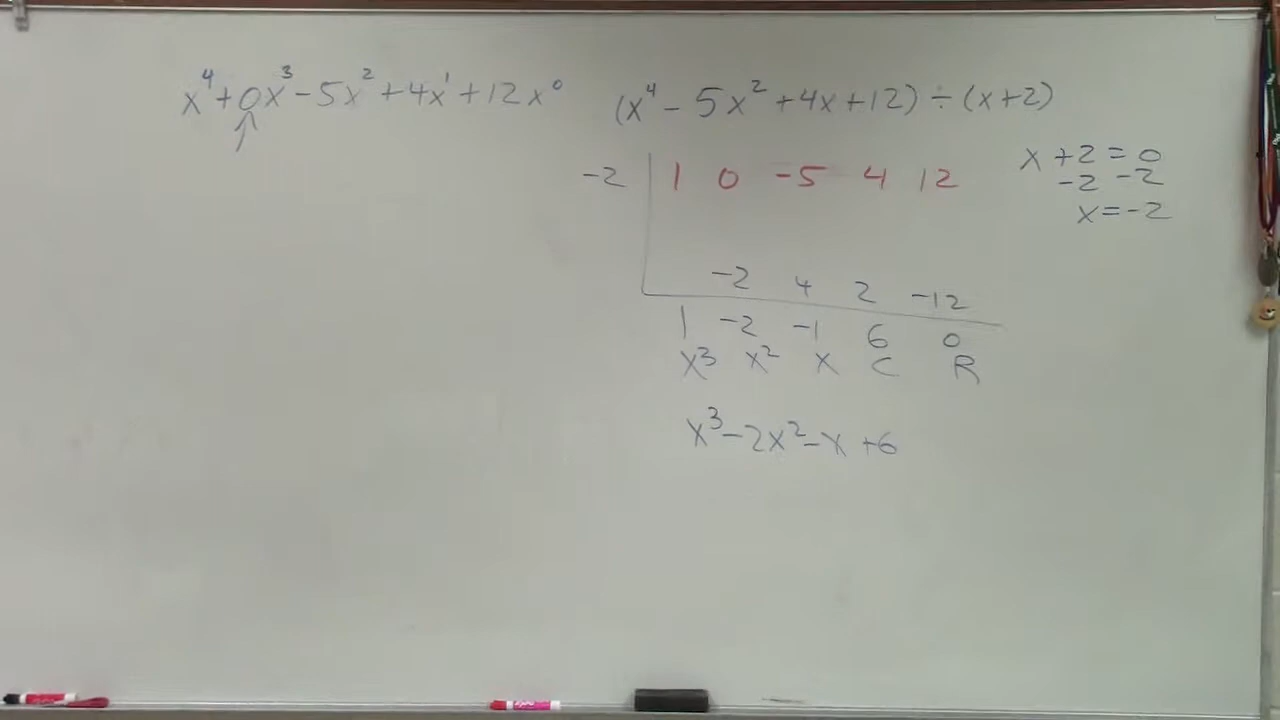 x⁴+0x³-5x²+4x¹+12x⁰
(x⁴-5x²+4x+12)÷(x+2)
x+2=0
-2 -2
x=-2
-2 | 1 0 -5 4 12
-2 4 2 -12
1 -2 -1 6 0
x³ x² x C R
x³-2x²-x+6